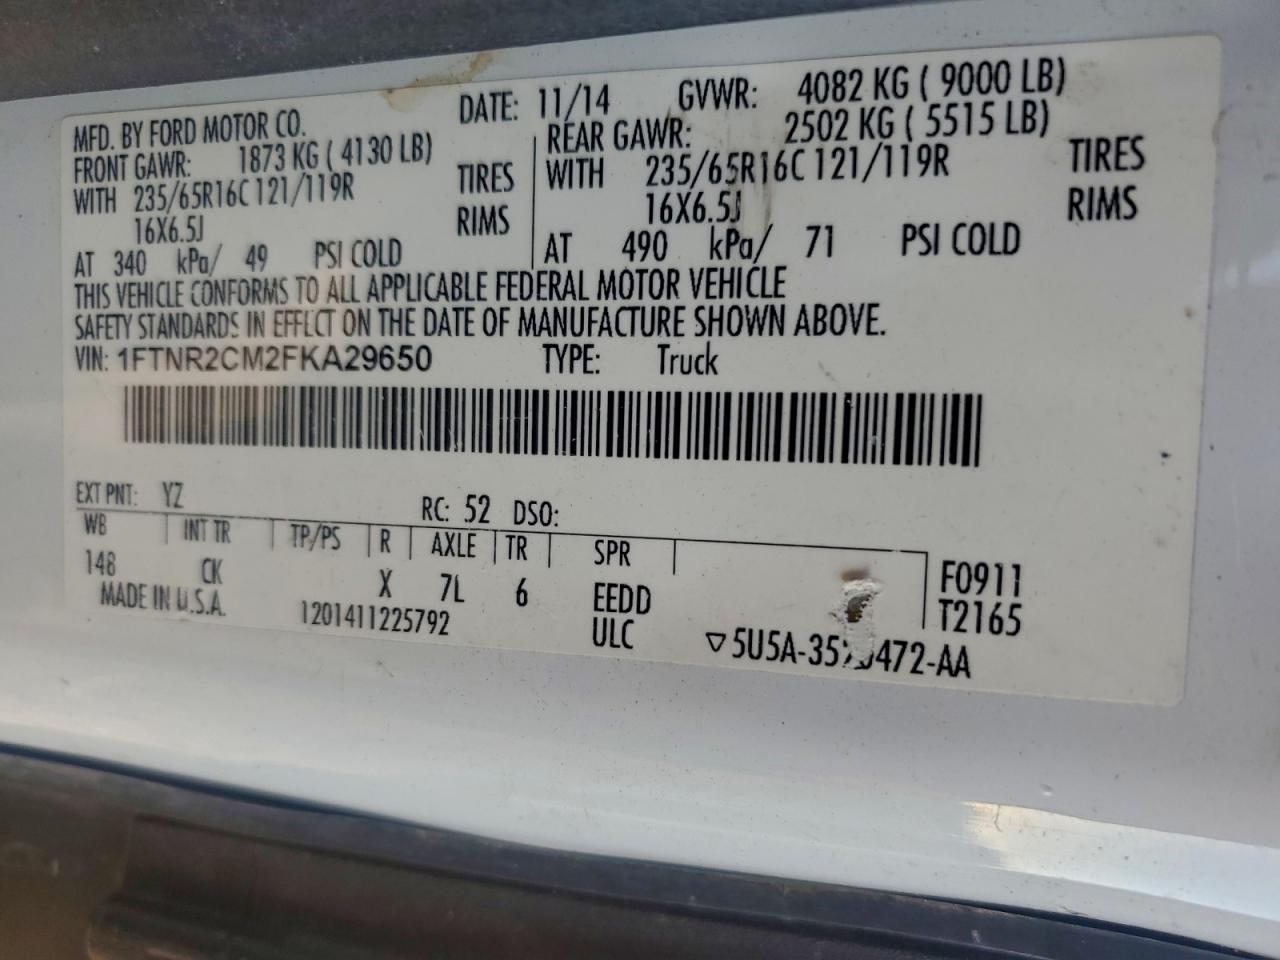 MFD. BY FORD MOTOR CO. DATE: 11/14 GVWR: 4082 KG ( 9000 LB)
FRONT GAWR: 1873 KG ( 4130 LB) REAR GAWR: 2502 KG ( 5515 LB)
WITH 235/65R16C 121/119R TIRES WITH 235/65R16C 121/119R TIRES
16X6.5J RIMS 16X6.5J RIMS
AT 340 kPa/ 49 PSI COLD AT 490 kPa/ 71 PSI COLD
THIS VEHICLE CONFORMS TO ALL APPLICABLE FEDERAL MOTOR VEHICLE
SAFETY STANDARDS IN EFFECT ON THE DATE OF MANUFACTURE SHOWN ABOVE.
VIN: 1FTNR2CM2FKA29650 TYPE: Truck
EXT PNT: YZ RC: 52 DSO:
WB INT TR TP/PS R AXLE TR SPR
148 CK X 7L 6 EEDD F0911
MADE IN U.S.A. 1201411225792 ULC T2165